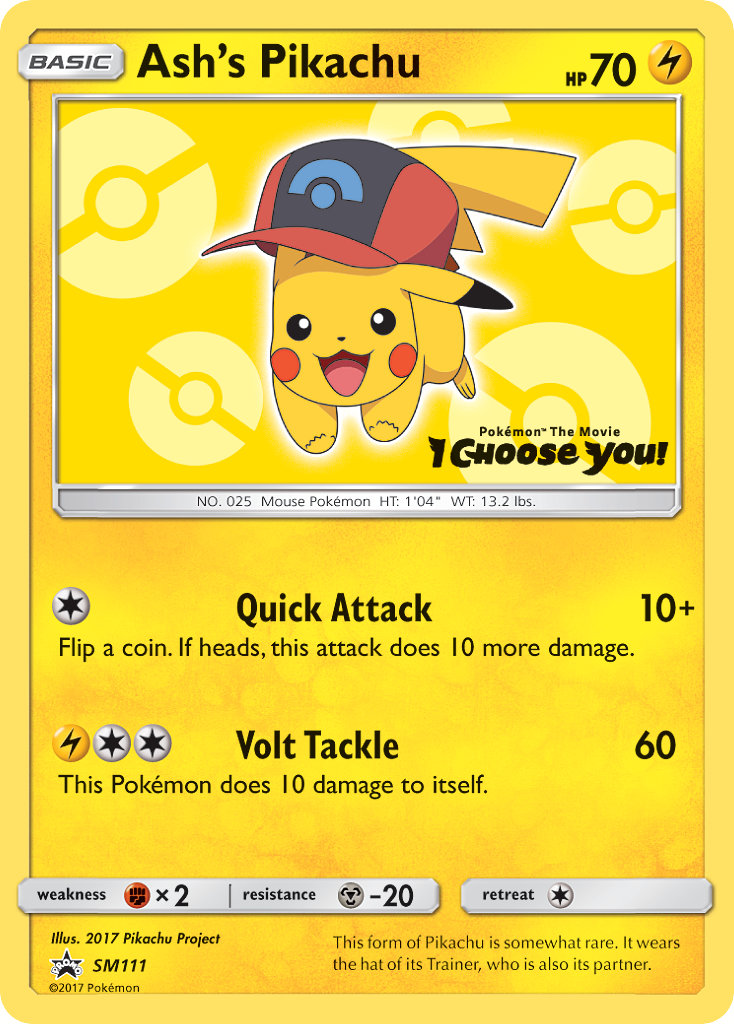 BASIC Ash's Pikachu HP 70
Pokémon™ The Movie
I Choose You!
NO. 025 Mouse Pokémon HT: 1'04" WT: 13.2 lbs.
Quick Attack 10+
Flip a coin. If heads, this attack does 10 more damage.
Volt Tackle 60
This Pokémon does 10 damage to itself.
weakness ×2 resistance -20 retreat
Illus. 2017 Pikachu Project
PROMO SM111
©2017 Pokémon
This form of Pikachu is somewhat rare. It wears
the hat of its Trainer, who is also its partner.